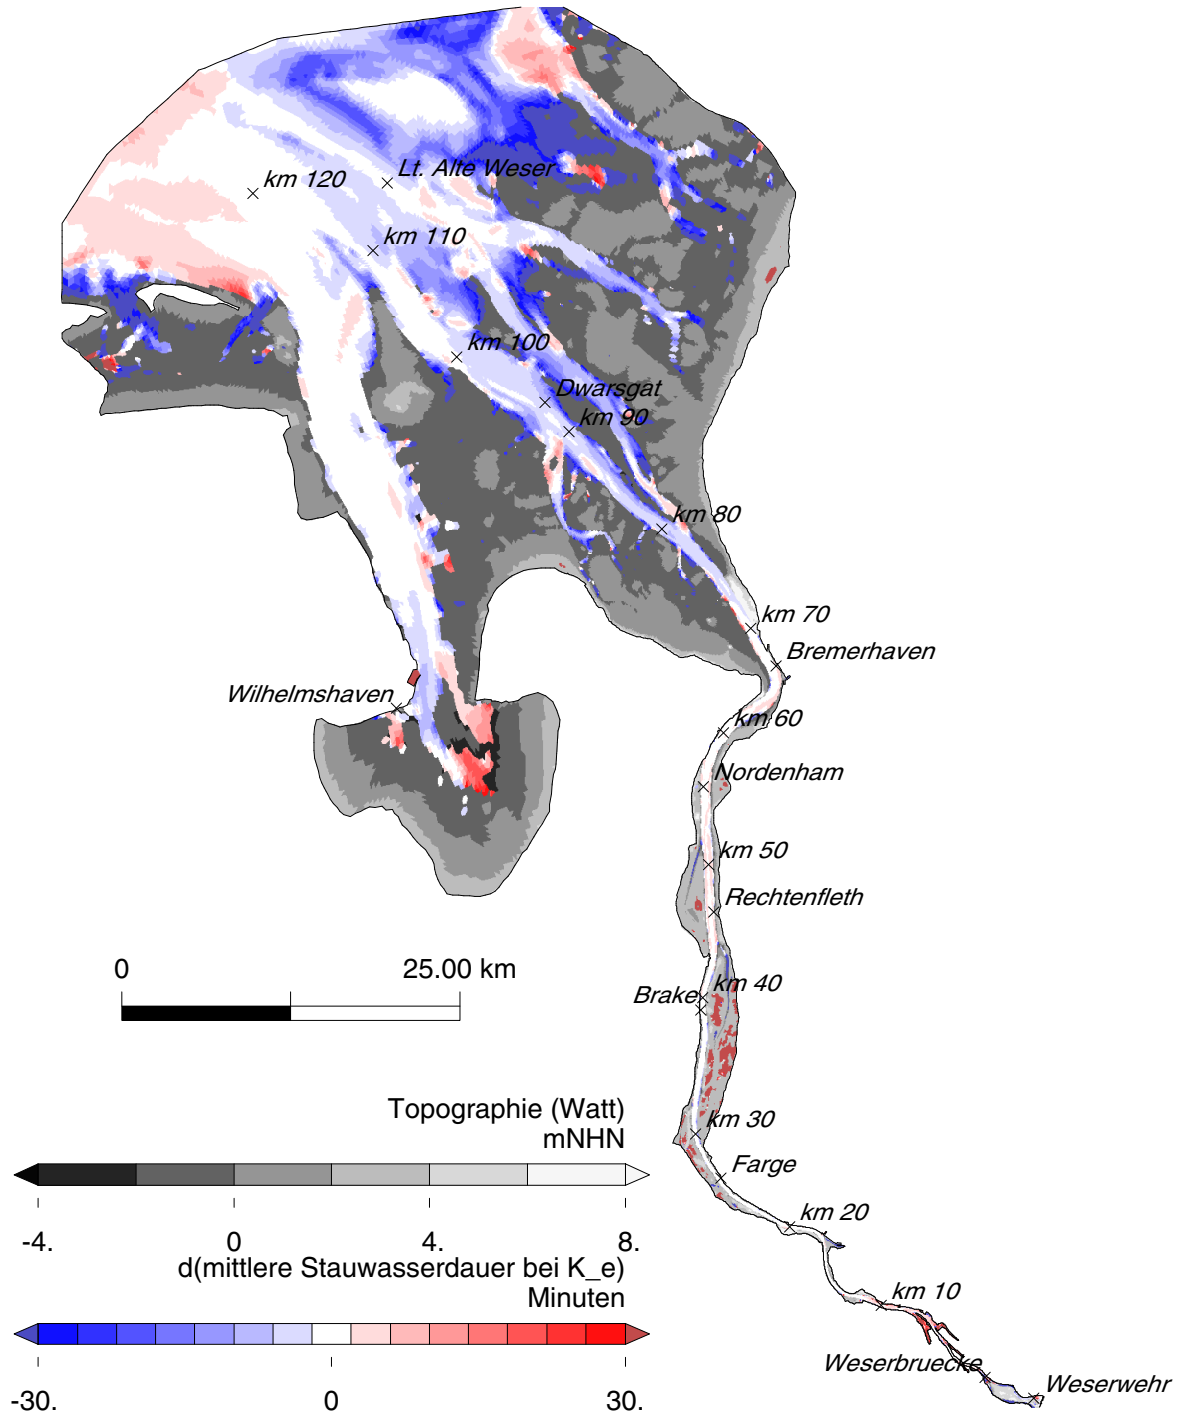 km 120
Lt. Alte Weser
km 110
km 100
Dwarsgat
km 90
km 80
km 70
Bremerhaven
Wilhelmshaven
km 60
Nordenham
km 50
Rechtenfleth
0 25.00 km
km 40
Brake
Topographie (Watt)
mNHN
km 30
Farge
km 20
-4. 0 4. 8.
d(mittlere Stauwasserdauer bei K_e)
Minuten
km 10
Weserbruecke
Weserwehr
-30. 0 30.